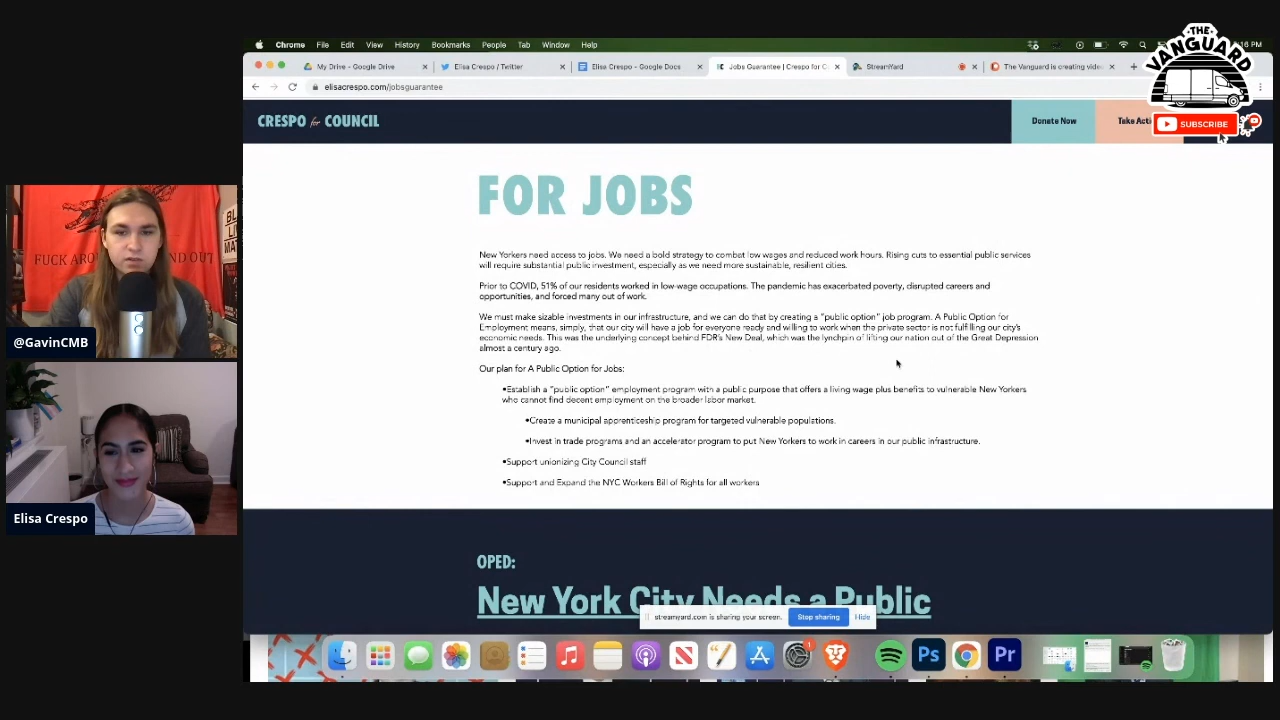 Chrome File Edit View History Bookmarks People Tab Window Help
My Drive - Google Drive
Elisa Crespo / Twitter
Elisa Crespo - Google Docs
Jobs Guarantee | Crespo for C
StreamYard
The Vanguard is creating vide
elisacrespo.com/jobsguarantee
THE
VANGUARD
SUBSCRIBE
CRESPO for COUNCIL
Donate Now
Take Acti
FOR JOBS
New Yorkers need access to jobs. We need a bold strategy to combat low wages and reduced work hours. Rising cuts to essential public services
will require substantial public investment, especially as we need more sustainable, resilient cities.
Prior to COVID, 51% of our residents worked in low-wage occupations. The pandemic has exacerbated poverty, disrupted careers and
opportunities, and forced many out of work.
We must make sizable investments in our infrastructure, and we can do that by creating a "public option" job program. A Public Option for
Employment means, simply, that our city will have a job for everyone ready and willing to work when the private sector is not fulfilling our city's
economic needs. This was the underlying concept behind FDR's New Deal, which was the lynchpin of lifting our nation out of the Great Depression
almost a century ago.
Our plan for A Public Option for Jobs:
•Establish a "public option" employment program with a public purpose that offers a living wage plus benefits to vulnerable New Yorkers
who cannot find decent employment on the broader labor market.
•Create a municipal apprenticeship program for targeted vulnerable populations.
•Invest in trade programs and an accelerator program to put New Yorkers to work in careers in our public infrastructure.
•Support unionizing City Council staff
•Support and Expand the NYC Workers Bill of Rights for all workers
OPED:
New York City Needs a Public
streamyard.com is sharing your screen.
Stop sharing
Hide
1
Ps
Pr
FUCK AROUND OUT
@GavinCMB
Elisa Crespo